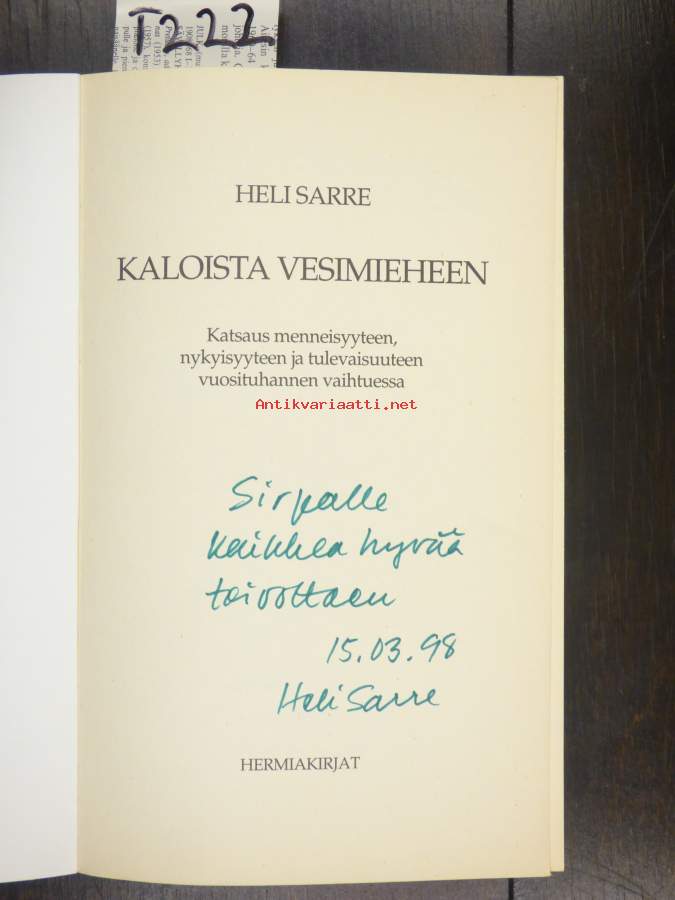 T222
HELI SARRE
KALOISTA VESIMIEHEEN
Katsaus menneisyyteen,
nykyisyyteen ja tulevaisuuteen
vuosituhannen vaihtuessa
Antikvariaatti.net
Sirpalle
kaikkea hyvää
toivottaen
15.03.98
Heli Sarre
HERMIAKIRJAT